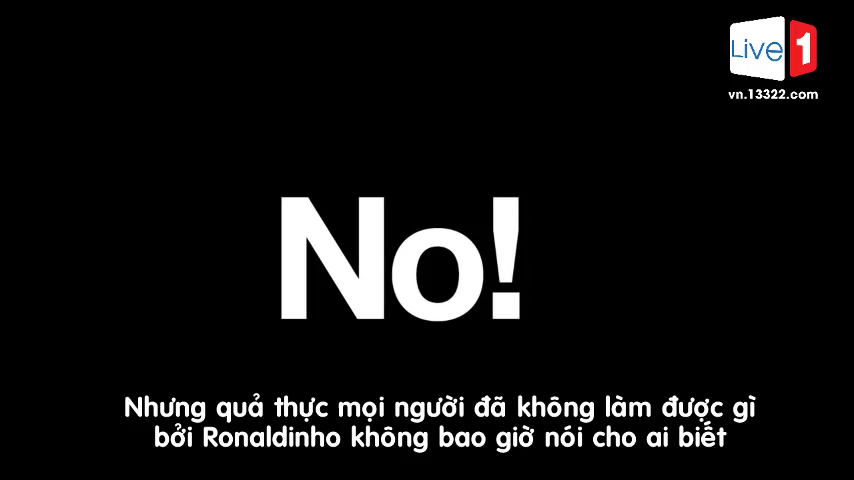 Live 1
vn.13322.com
No!
Nhưng quả thực mọi người đã không làm được gì
bởi Ronaldinho không bao giờ nói cho ai biết